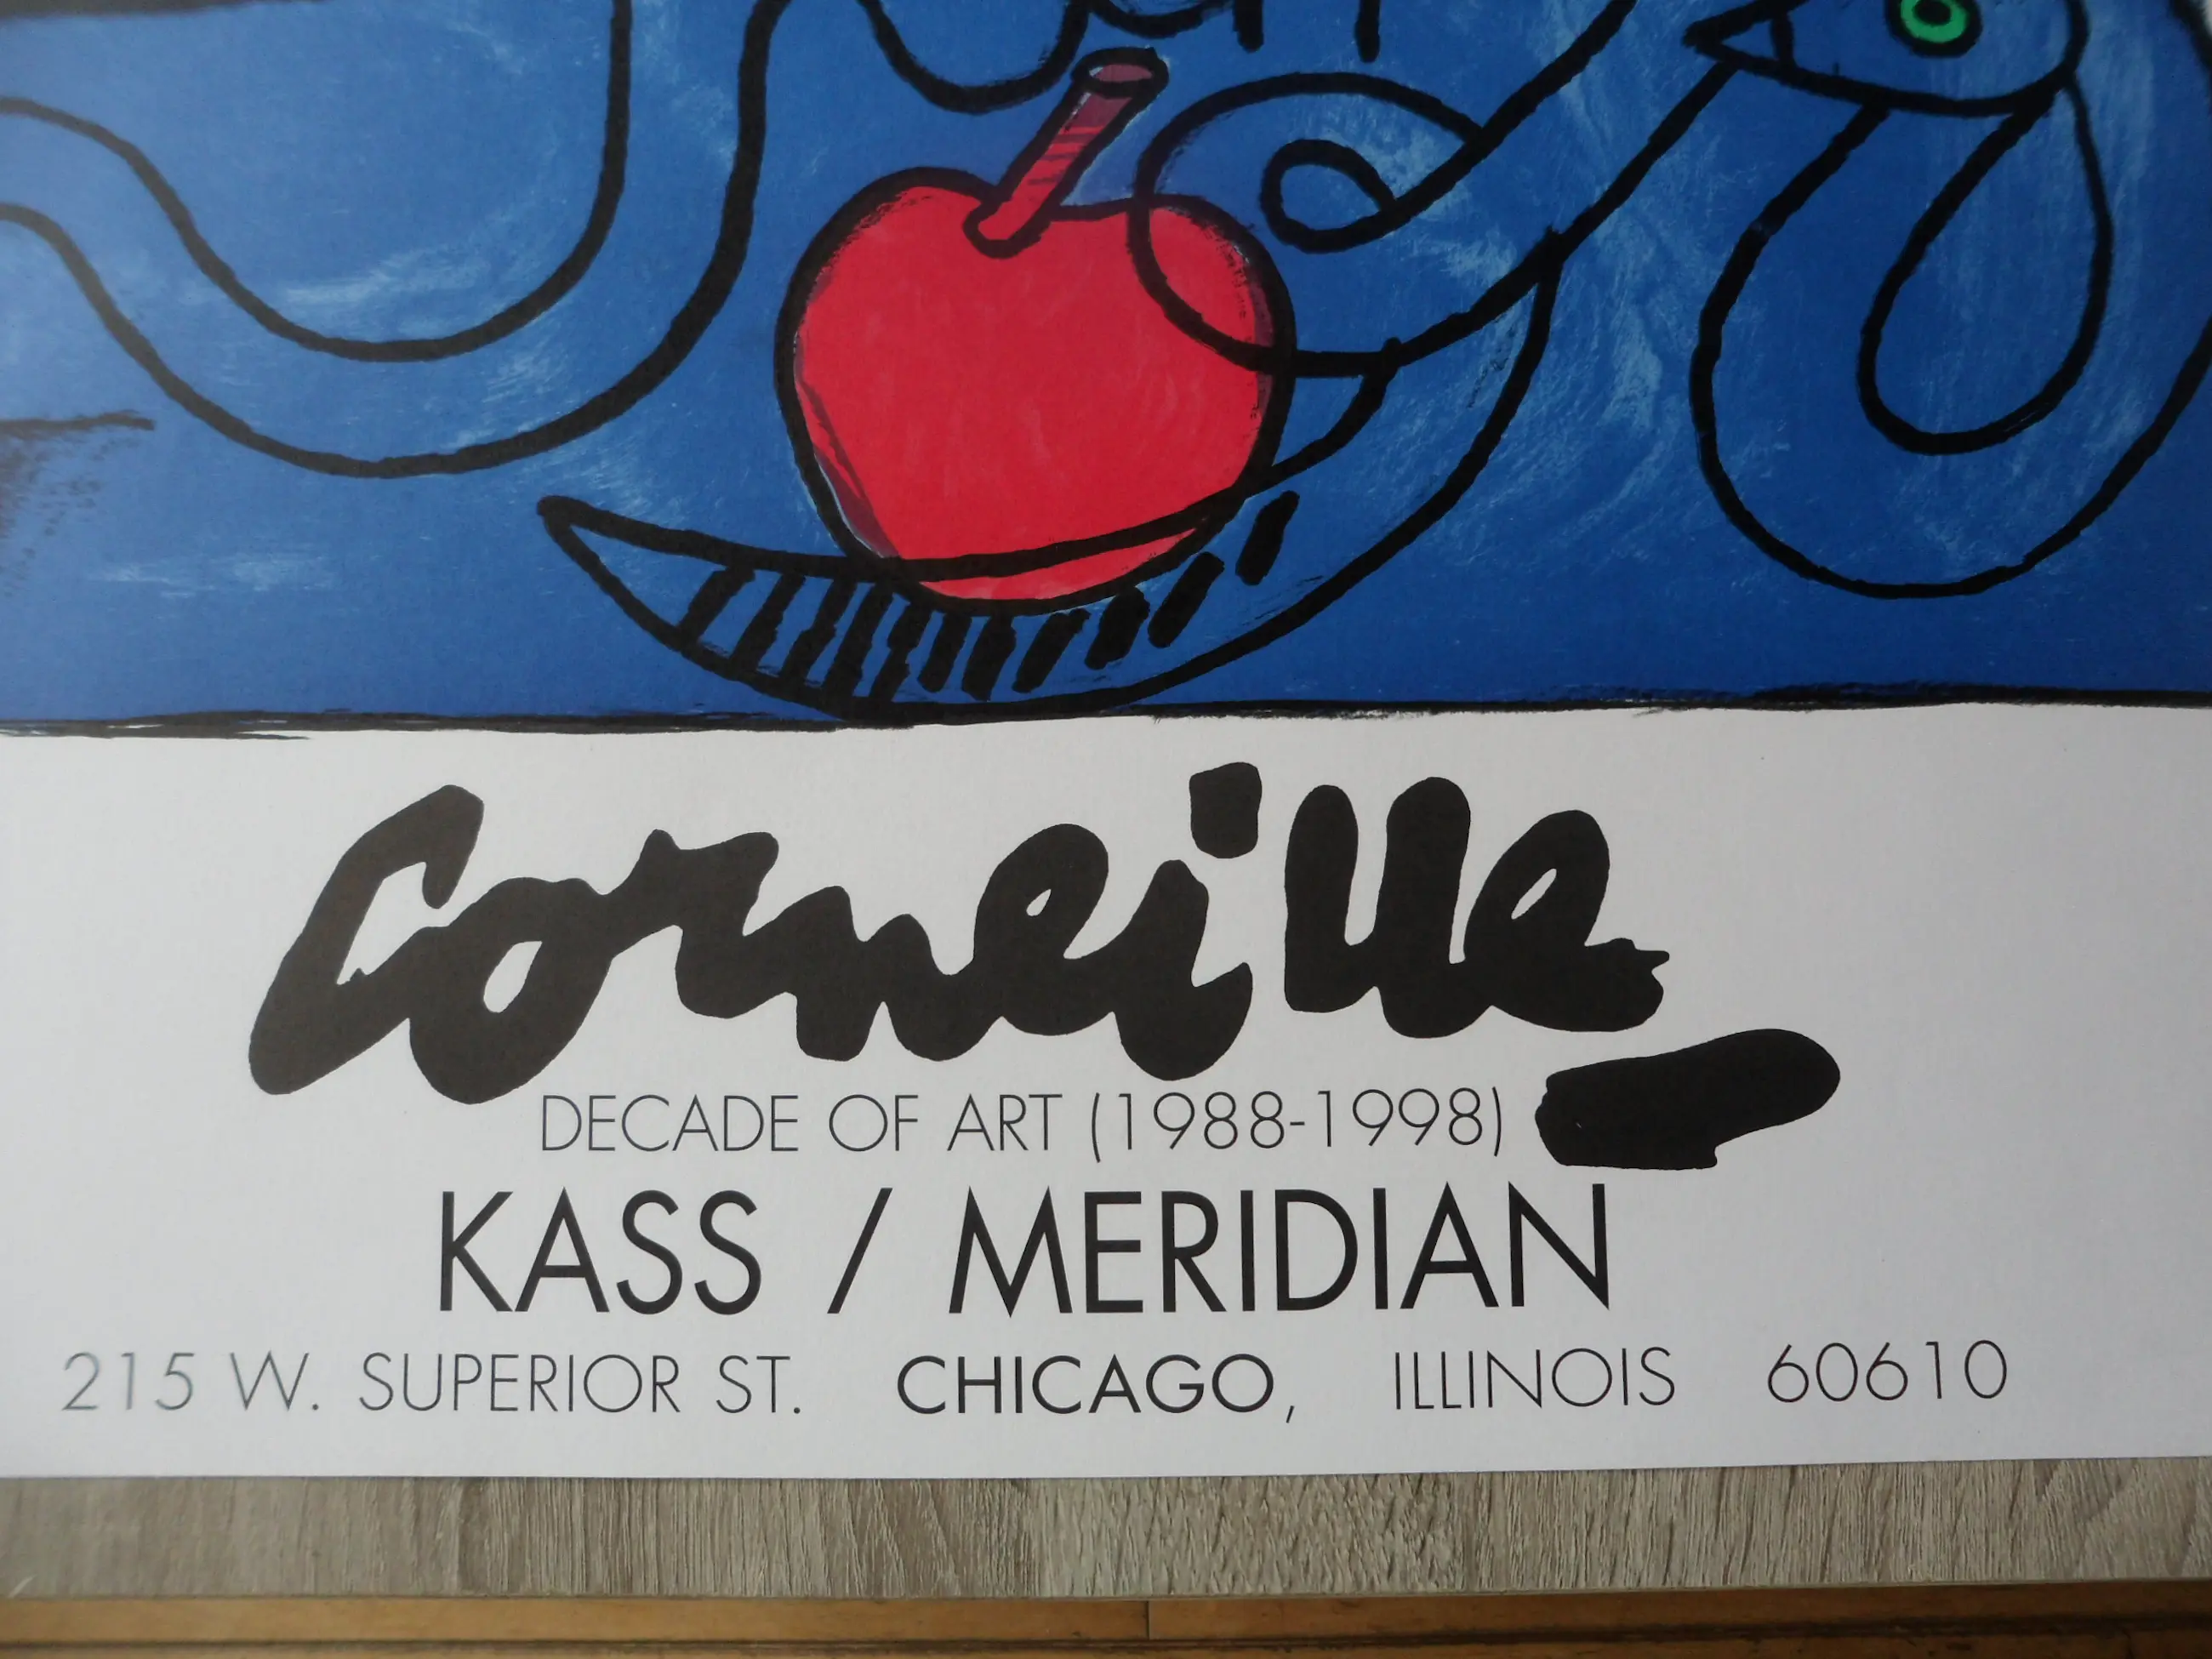 Corneille
DECADE OF ART (1988-1998)
KASS / MERIDIAN
215 W. SUPERIOR ST. CHICAGO, ILLINOIS 60610